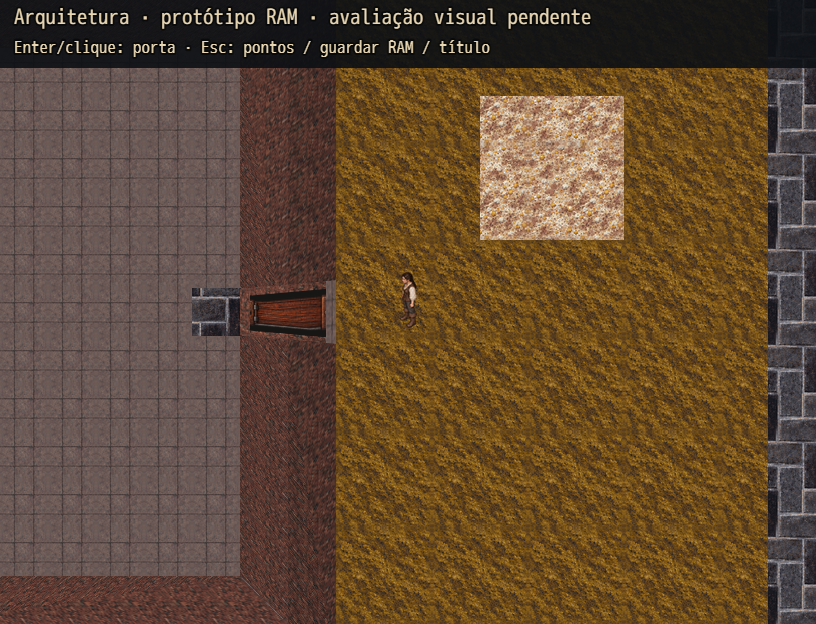 Arquitetura · protótipo RAM · avaliação visual pendente
Enter/clique: porta · Esc: pontos / guardar RAM / título